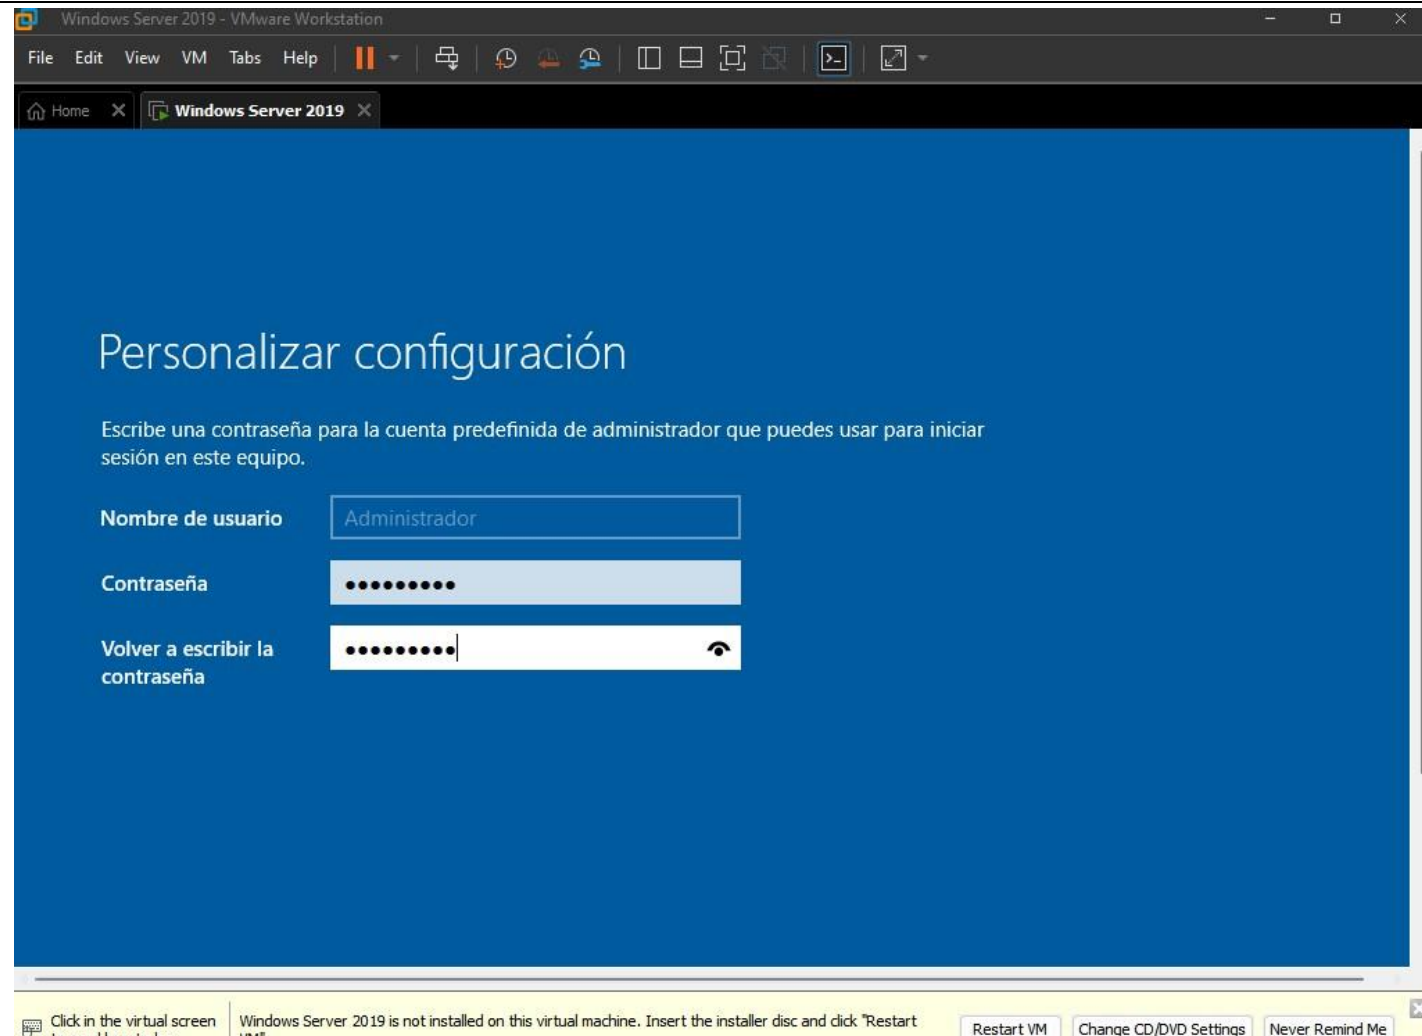 Windows Server 2019 - VMware Workstation
File Edit View VM Tabs Help
Home Windows Server 2019
Personalizar configuración
Escribe una contraseña para la cuenta predefinida de administrador que puedes usar para iniciar
sesión en este equipo.
Nombre de usuario Administrador
Contraseña •••••••••
Volver a escribir la
contraseña •••••••••
Click in the virtual screen
Windows Server 2019 is not installed on this virtual machine. Insert the installer disc and click "Restart
Restart VM Change CD/DVD Settings Never Remind Me